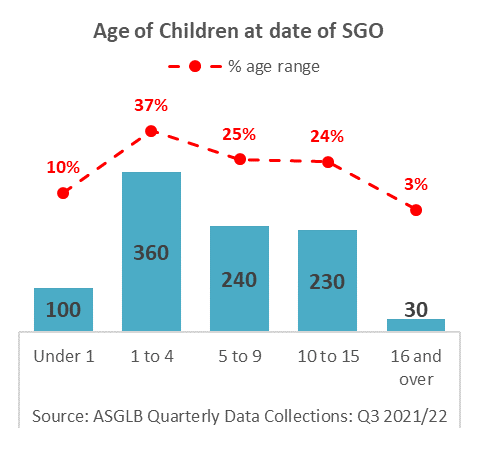 Age of Children at date of SGO
% age range
37%
25%
24%
10%
3%
360
240
230
100
30
Under 1
1 to 4
5 to 9
10 to 15
16 and
over
Source: ASGLB Quarterly Data Collections: Q3 2021/22